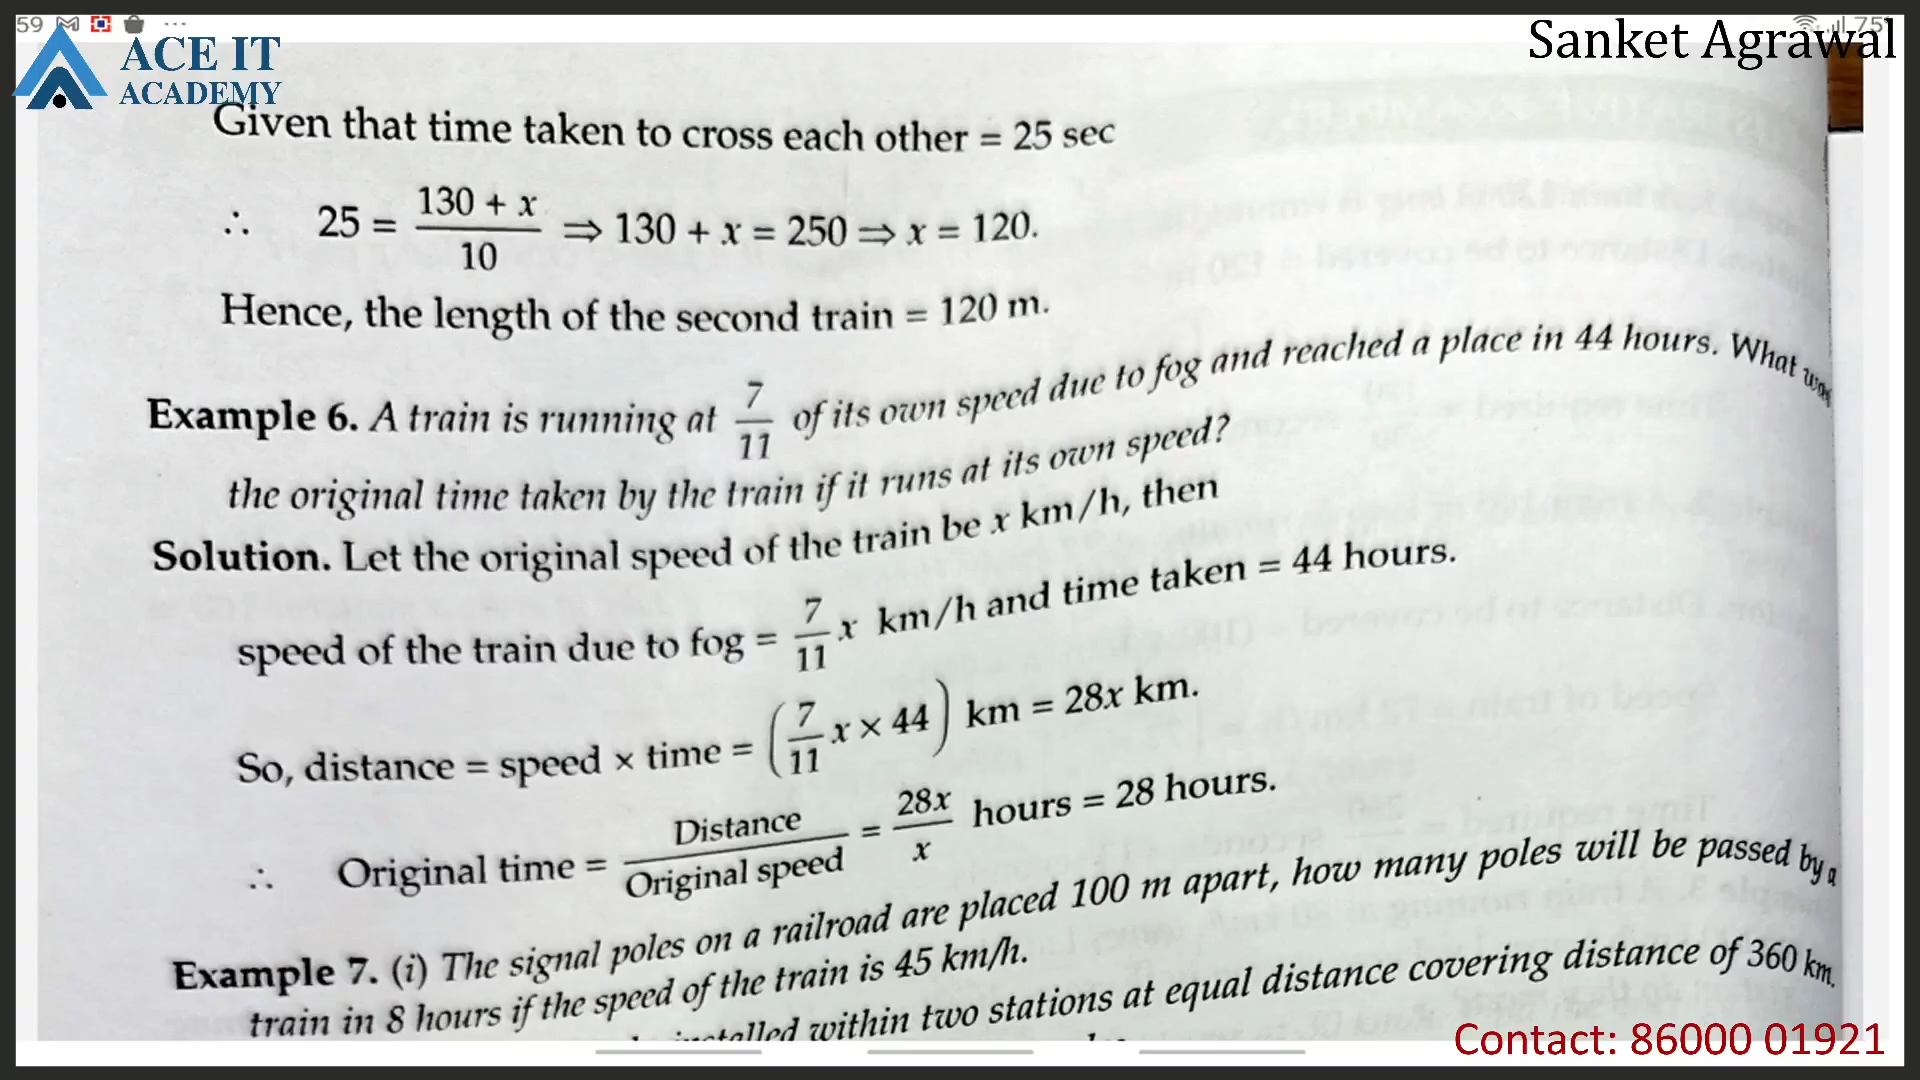 59 ...
75
ACE IT
ACADEMY
Sanket Agrawal
Given that time taken to cross each other = 25 sec
∴ 25 = (130 + x)/10 ⇒ 130 + x = 250 ⇒ x = 120.
Hence, the length of the second train = 120 m.
Example 6. A train is running at 7/11 of its own speed due to fog and reached a place in 44 hours. What was
the original time taken by the train if it runs at its own speed?
Solution. Let the original speed of the train be x km/h, then
speed of the train due to fog = 7/11 x km/h and time taken = 44 hours.
So, distance = speed × time = (7/11 x × 44) km = 28x km.
∴ Original time = Distance/Original speed = 28x/x hours = 28 hours.
Example 7. (i) The signal poles on a railroad are placed 100 m apart, how many poles will be passed by a
train in 8 hours if the speed of the train is 45 km/h.
installed within two stations at equal distance covering distance of 360 km.
Contact: 86000 01921